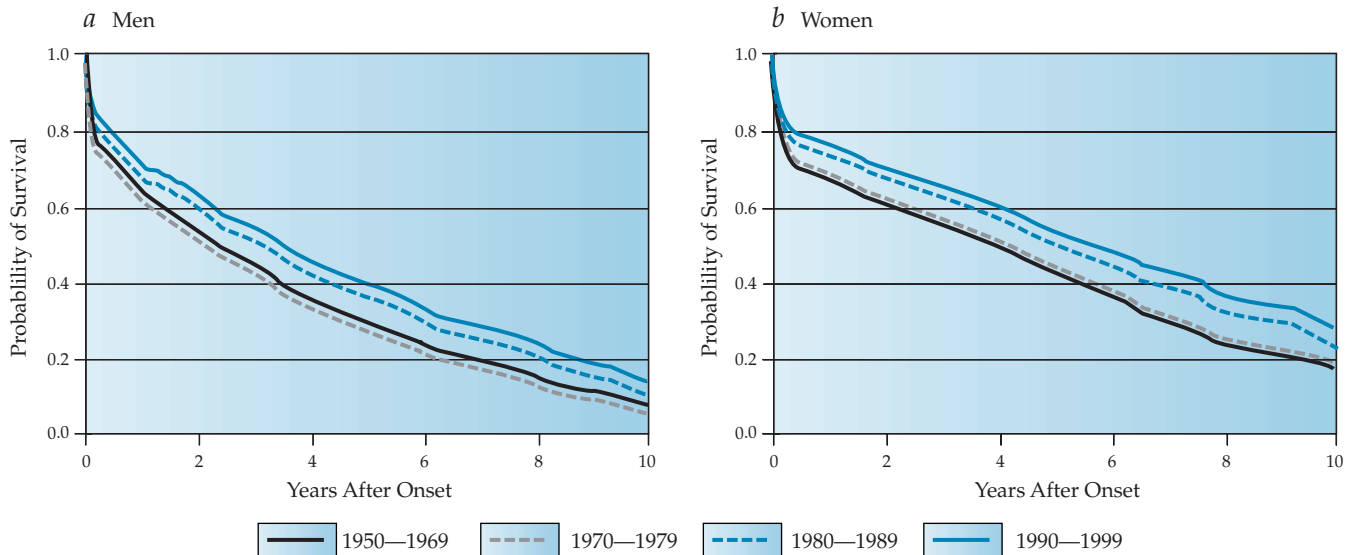 a Men
1.0
0.8
0.6
0.4
0.2
0.0
Probablility of Survival
0 2 4 6 8 10
Years After Onset
b Women
1.0
0.8
0.6
0.4
0.2
0.0
Probablility of Survival
0 2 4 6 8 10
Years After Onset
1950—1969 1970—1979 1980—1989 1990—1999